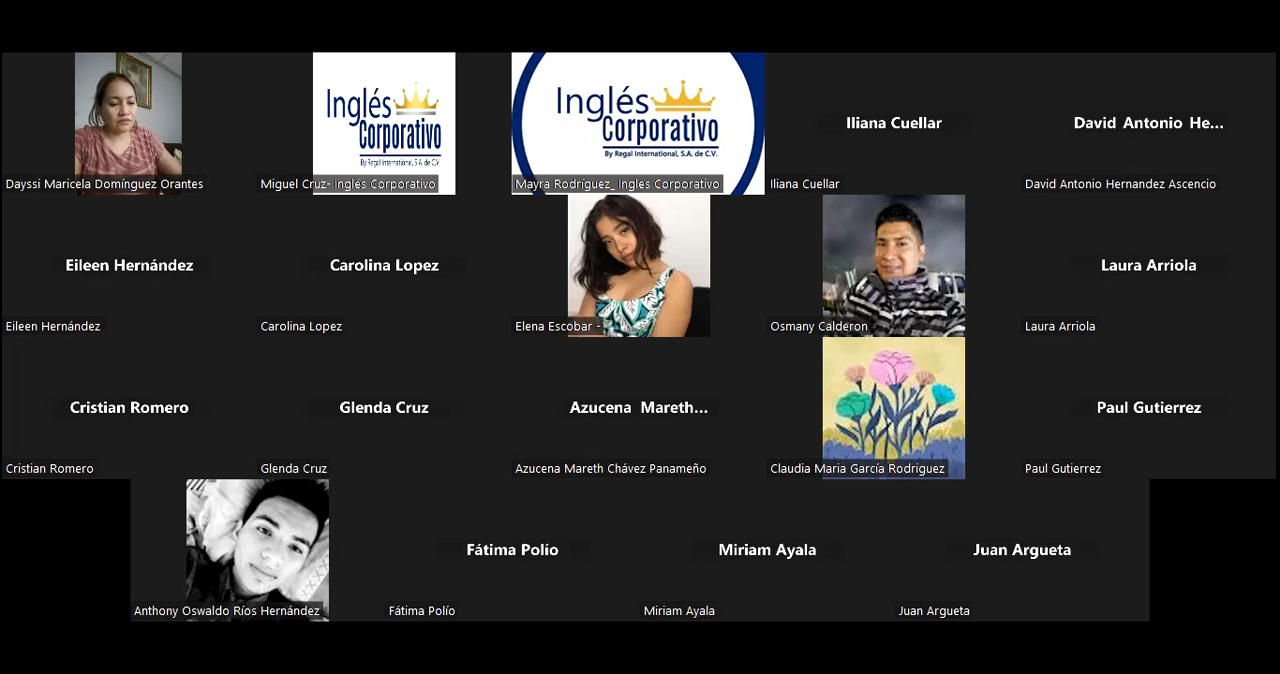 Inglés
Corporativo
By Regal International, S.A. de C.V.
Inglés
Corporativo
By Regal International, S.A. de C.V.
Iliana Cuellar
David Antonio He...
Dayssi Maricela Domínguez Orantes
Miguel Cruz- Inglés Corporativo
Mayra Rodríguez_ Ingles Corporativo
Iliana Cuellar
David Antonio Hernandez Ascencio
Eileen Hernández
Carolina Lopez
Laura Arriola
Eileen Hernández
Carolina Lopez
Elena Escobar -
Osmany Calderon
Laura Arriola
Cristian Romero
Glenda Cruz
Azucena Mareth...
Paul Gutierrez
Cristian Romero
Glenda Cruz
Azucena Mareth Chávez Panameño
Claudia Maria García Rodriguez
Paul Gutierrez
Fátima Polío
Miriam Ayala
Juan Argueta
Anthony Oswaldo Ríos Hernández
Fátima Polío
Miriam Ayala
Juan Argueta